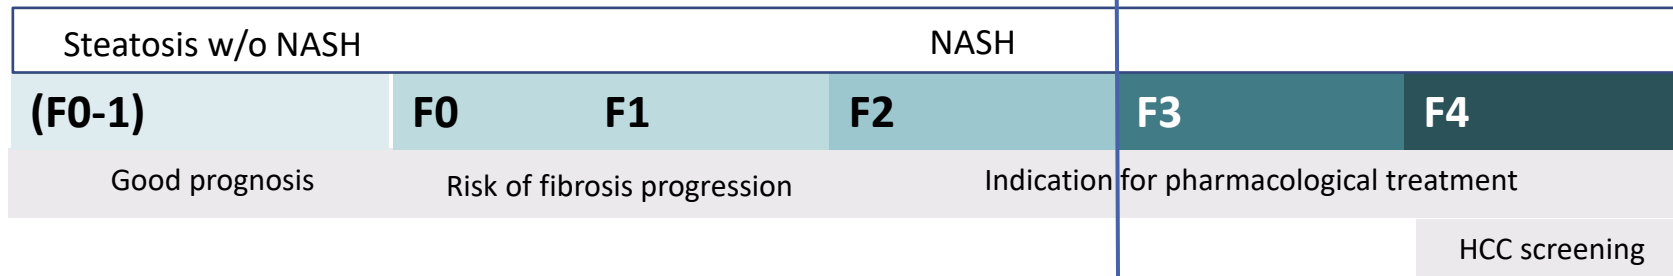 Steatosis w/o NASH NASH
(F0-1) F0 F1 F2 F3 F4
Good prognosis Risk of fibrosis progression Indication for pharmacological treatment
HCC screening